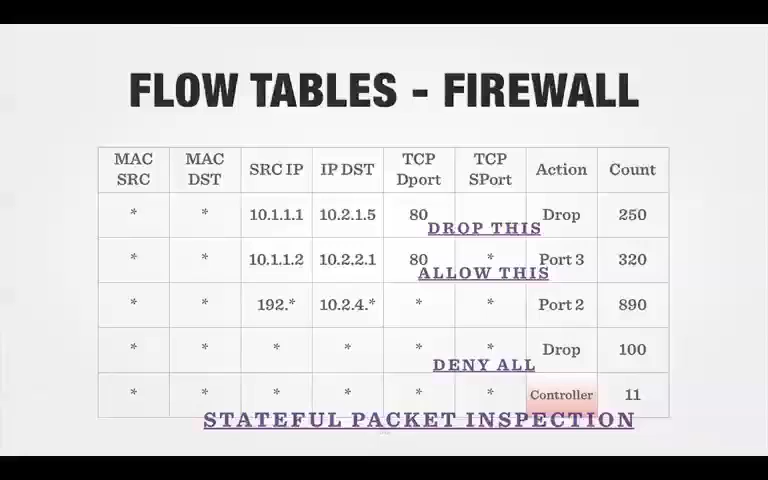 FLOW TABLES - FIREWALL
MAC SRC MAC DST SRC IP IP DST TCP Dport TCP SPort Action Count
* * 10.1.1.1 10.2.1.5 80 Drop 250
DROP THIS
* * 10.1.1.2 10.2.2.1 80 * Port 3 320
ALLOW THIS
* * 192.* 10.2.4.* * * Port 2 890
* * * * * * Drop 100
DENY ALL
* * * * * * Controller 11
STATEFUL PACKET INSPECTION